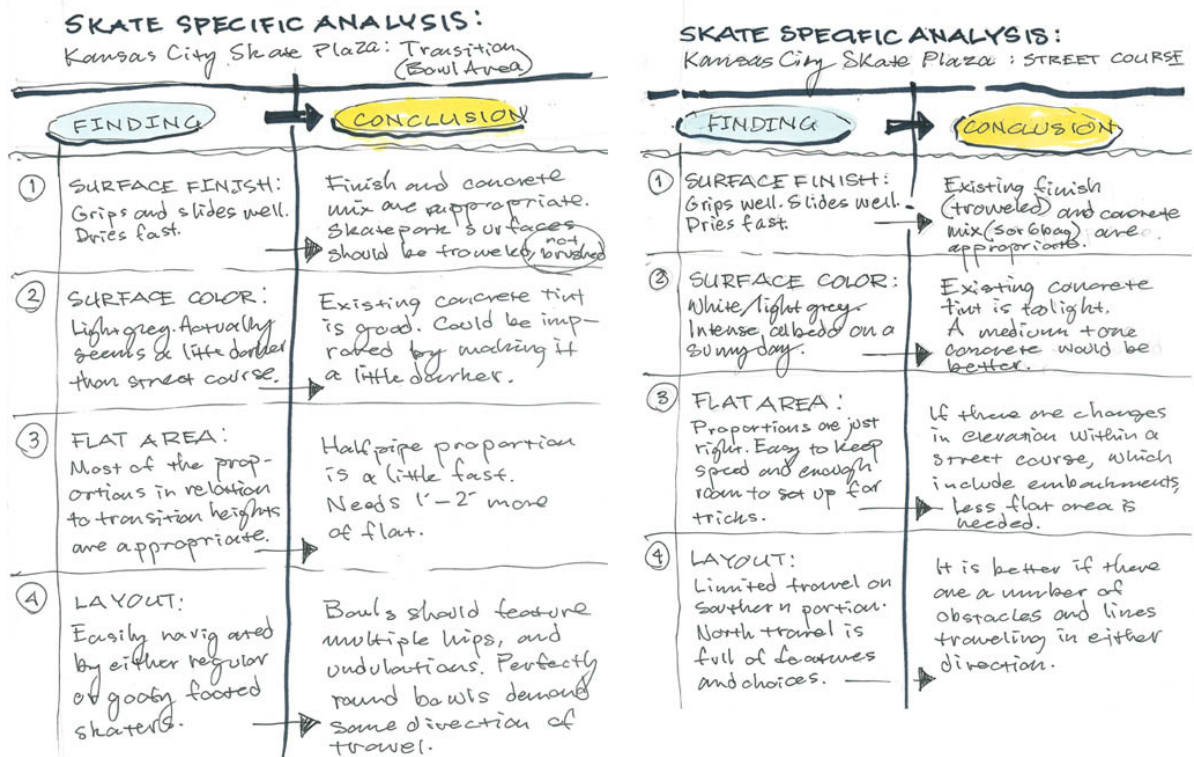 SKATE SPECIFIC ANALYSIS:
Kansas City Skate Plaza: Transition
(Bowl Area)
FINDING
CONCLUSION
1
SURFACE FINISH:
Grips and slides well.
Dries fast.
Finish and concrete
mix are appropriate.
Skatepark surfaces
should be troweled, not
brushed
2
SURFACE COLOR:
Light grey. Actually
seems a little darker
than street course.
Existing concrete tint
is good. Could be imp-
roved by making it
a little darker.
3
FLAT AREA:
Most of the prop-
ortions in relation
to transition heights
are appropriate.
Halfpipe proportion
is a little fast.
Needs 1'-2' more
of flat.
4
LAYOUT:
Easily navigated
by either regular
or goofy footed
skaters.
Bowls should feature
multiple hips, and
undulations. Perfectly
round bowls demand
same direction of
travel.
SKATE SPECIFIC ANALYSIS:
Kansas City Skate Plaza: STREET COURSE
FINDING
CONCLUSION
1
SURFACE FINISH:
Grips well. Slides well.
Dries fast.
Existing finish
(troweled) and concrete
mix (5 or 6 bag) are
appropriate.
2
SURFACE COLOR:
White/light grey.
Intense albedo on a
sunny day.
Existing concrete
tint is too light.
A medium tone
concrete would be
better.
3
FLAT AREA:
Proportions are just
right. Easy to keep
speed and enough
room to set up for
tricks.
If there are changes
in elevation within a
street course, which
include embankments,
less flat area is
needed.
4
LAYOUT:
Limited travel on
southern portion.
North travel is
full of features
and choices.
It is better if there
are a number of
obstacles and lines
traveling in either
direction.